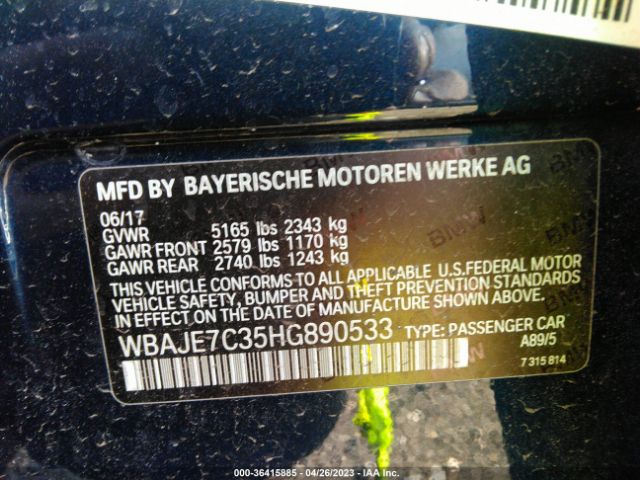 MFD BY BAYERISCHE MOTOREN WERKE AG
06/17
GVWR 5165 lbs 2343 kg
GAWR FRONT 2579 lbs 1170 kg
GAWR REAR 2740 lbs 1243 kg
THIS VEHICLE CONFORMS TO ALL APPLICABLE U.S.FEDERAL MOTOR
VEHICLE SAFETY, BUMPER AND THEFT PREVENTION STANDARDS
IN EFFECT ON THE DATE OF MANUFACTURE SHOWN ABOVE.
WBAJE7C35HG890533 TYPE: PASSENGER CAR
A89/5
7 315 814
000-36415885 - 04/26/2023 - IAA Inc.